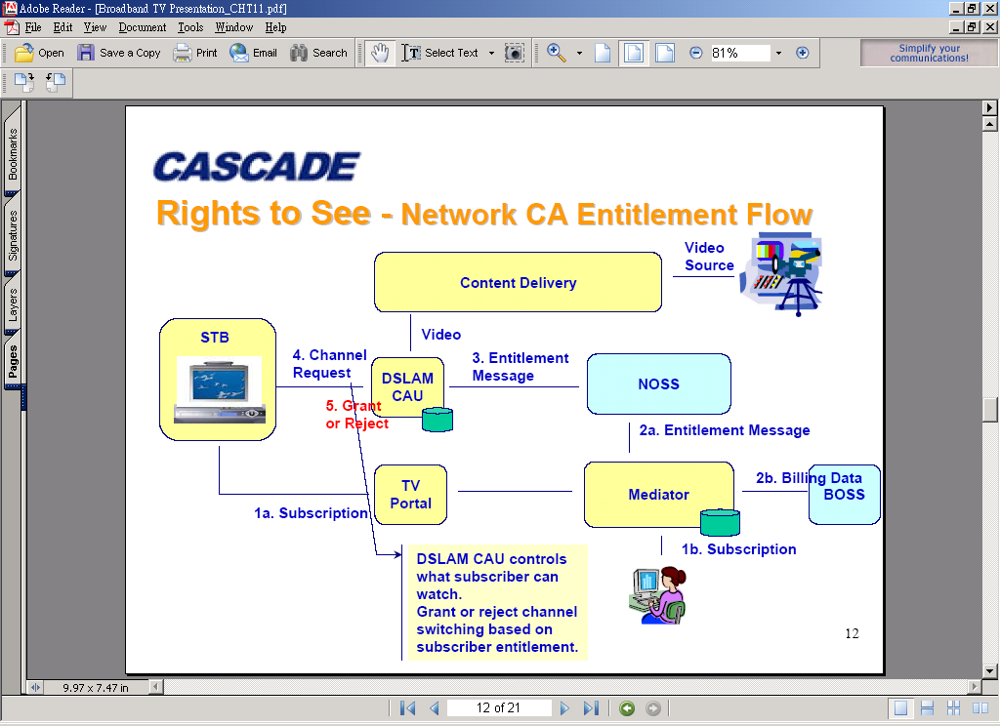 Adobe Reader - [Broadband TV Presentation_CHT11.pdf]
File Edit View Document Tools Window Help
Open Save a Copy Print Email Search Select Text 81% Simplify your
communications!
Bookmarks
Signatures
Layers
Pages
CASCADE
Rights to See - Network CA Entitlement Flow
Video
Source
Content Delivery
STB
Video
4. Channel
Request
DSLAM
CAU
3. Entitlement
Message
NOSS
5. Grant
or Reject
2a. Entitlement Message
TV
Portal
Mediator
2b. Billing Data
BOSS
1a. Subscription
1b. Subscription
DSLAM CAU controls
what subscriber can
watch.
Grant or reject channel
switching based on
subscriber entitlement.
12
9.97 x 7.47 in
12 of 21